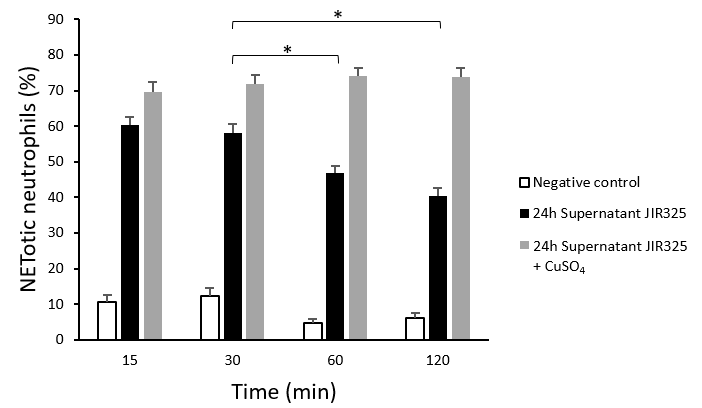 90
80
70
60
50
40
30
20
10
0
NETotic neutrophils (%)
*
*
15 30 60 120
Time (min)
Negative control
24h Supernatant JIR325
24h Supernatant JIR325
+ CuSO₄